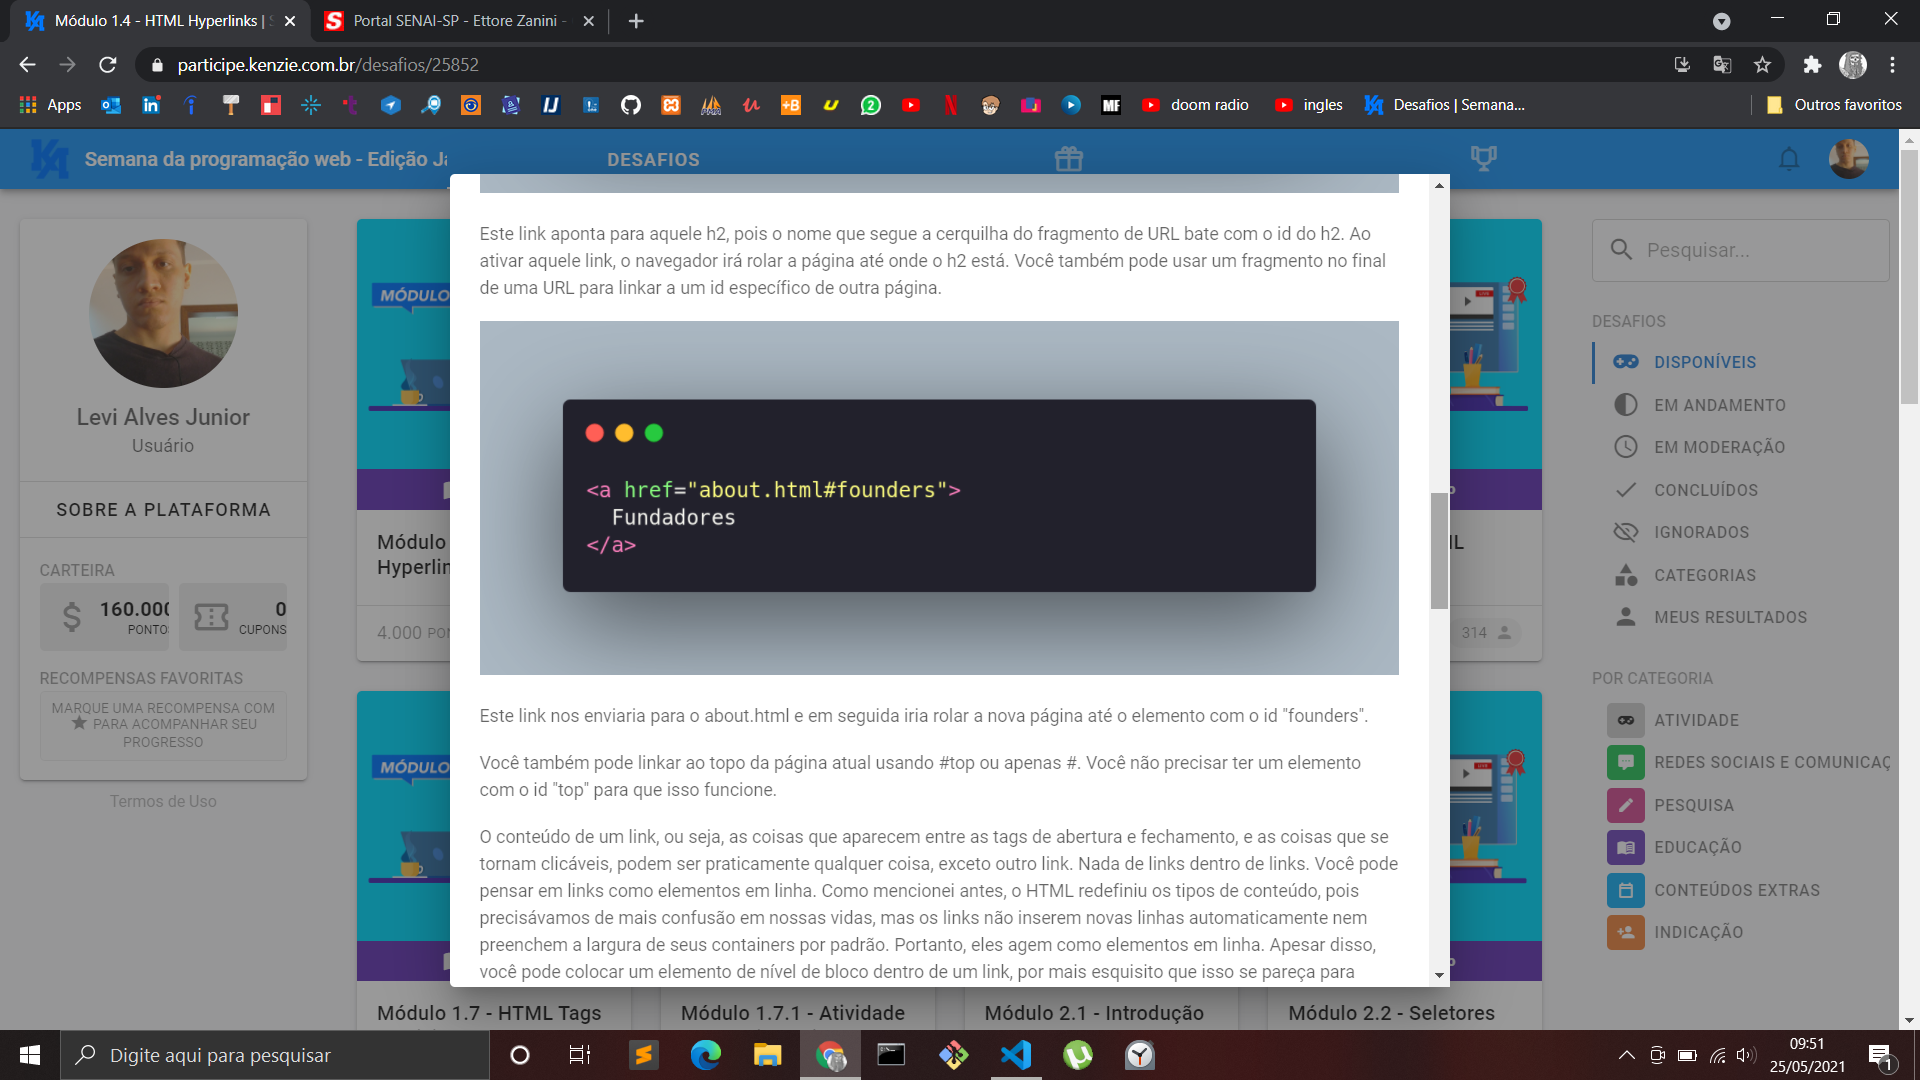 Módulo 1.4 - HTML Hyperlinks |
Portal SENAI-SP - Ettore Zanini -
participe.kenzie.com.br/desafios/25852
Apps
doom radio
ingles
Desafios | Semana...
Outros favoritos
Semana da programação web - Edição Ja
DESAFIOS
Levi Alves Junior
Usuário
SOBRE A PLATAFORMA
CARTEIRA
160.000
PONTOS
0
CUPONS
RECOMPENSAS FAVORITAS
MARQUE UMA RECOMPENSA COM
PARA ACOMPANHAR SEU
PROGRESSO
Termos de Uso
MÓDULO
Módulo
Hyperlin
4.000 PON
MÓDULO
Este link aponta para aquele h2, pois o nome que segue a cerquilha do fragmento de URL bate com o id do h2. Ao
ativar aquele link, o navegador irá rolar a página até onde o h2 está. Você também pode usar um fragmento no final
de uma URL para linkar a um id específico de outra página.
<a href="about.html#founders">
Fundadores
</a>
Este link nos enviaria para o about.html e em seguida iria rolar a nova página até o elemento com o id "founders".
Você também pode linkar ao topo da página atual usando #top ou apenas #. Você não precisar ter um elemento
com o id "top" para que isso funcione.
O conteúdo de um link, ou seja, as coisas que aparecem entre as tags de abertura e fechamento, e as coisas que se
tornam clicáveis, podem ser praticamente qualquer coisa, exceto outro link. Nada de links dentro de links. Você pode
pensar em links como elementos em linha. Como mencionei antes, o HTML redefiniu os tipos de conteúdo, pois
precisávamos de mais confusão em nossas vidas, mas os links não inserem novas linhas automaticamente nem
preenchem a largura de seus containers por padrão. Portanto, eles agem como elementos em linha. Apesar disso,
você pode colocar um elemento de nível de bloco dentro de um link, por mais esquisito que isso se pareça para
314
Módulo 1.7 - HTML Tags
Módulo 1.7.1 - Atividade
Módulo 2.1 - Introdução
Módulo 2.2 - Seletores
Pesquisar...
DESAFIOS
DISPONÍVEIS
EM ANDAMENTO
EM MODERAÇÃO
CONCLUÍDOS
IGNORADOS
CATEGORIAS
MEUS RESULTADOS
POR CATEGORIA
ATIVIDADE
REDES SOCIAIS E COMUNICAÇ
PESQUISA
EDUCAÇÃO
CONTEÚDOS EXTRAS
INDICAÇÃO
Digite aqui para pesquisar
09:51
25/05/2021
1